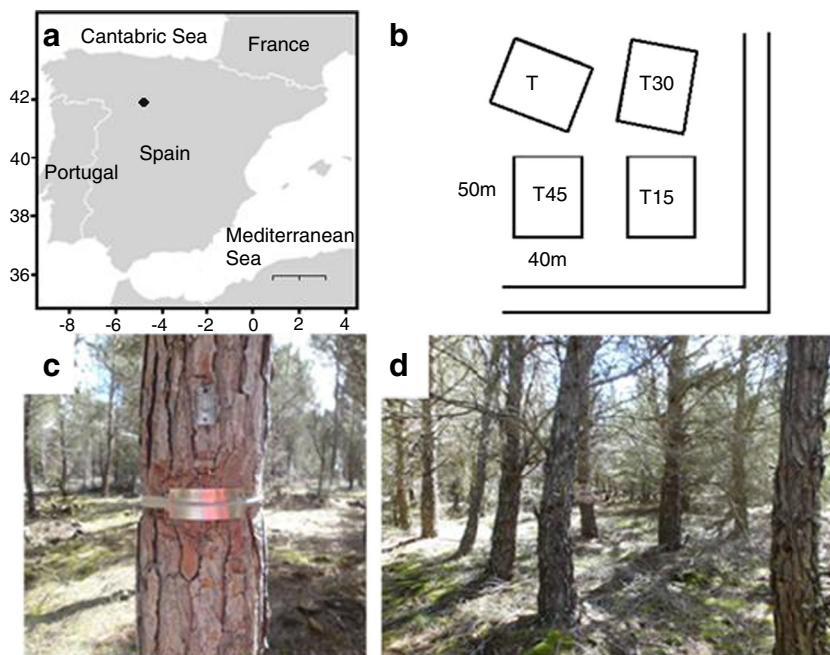 a
Cantabric Sea
France
42
Spain
40
Portugal
38
Mediterranean
Sea
36
-8 -6 -4 -2 0 2 4
b
T T30
50m T45 T15
40m
c
d